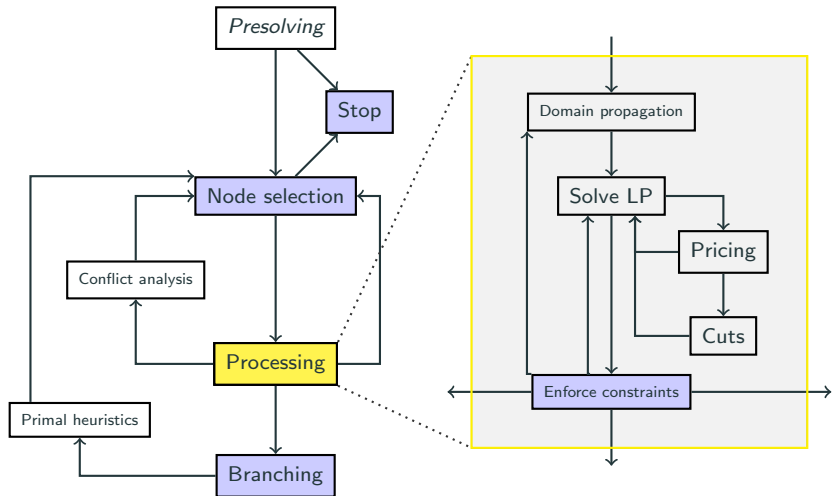 Presolving
Stop
Node selection
Conflict analysis
Processing
Primal heuristics
Branching
Domain propagation
Solve LP
Pricing
Cuts
Enforce constraints